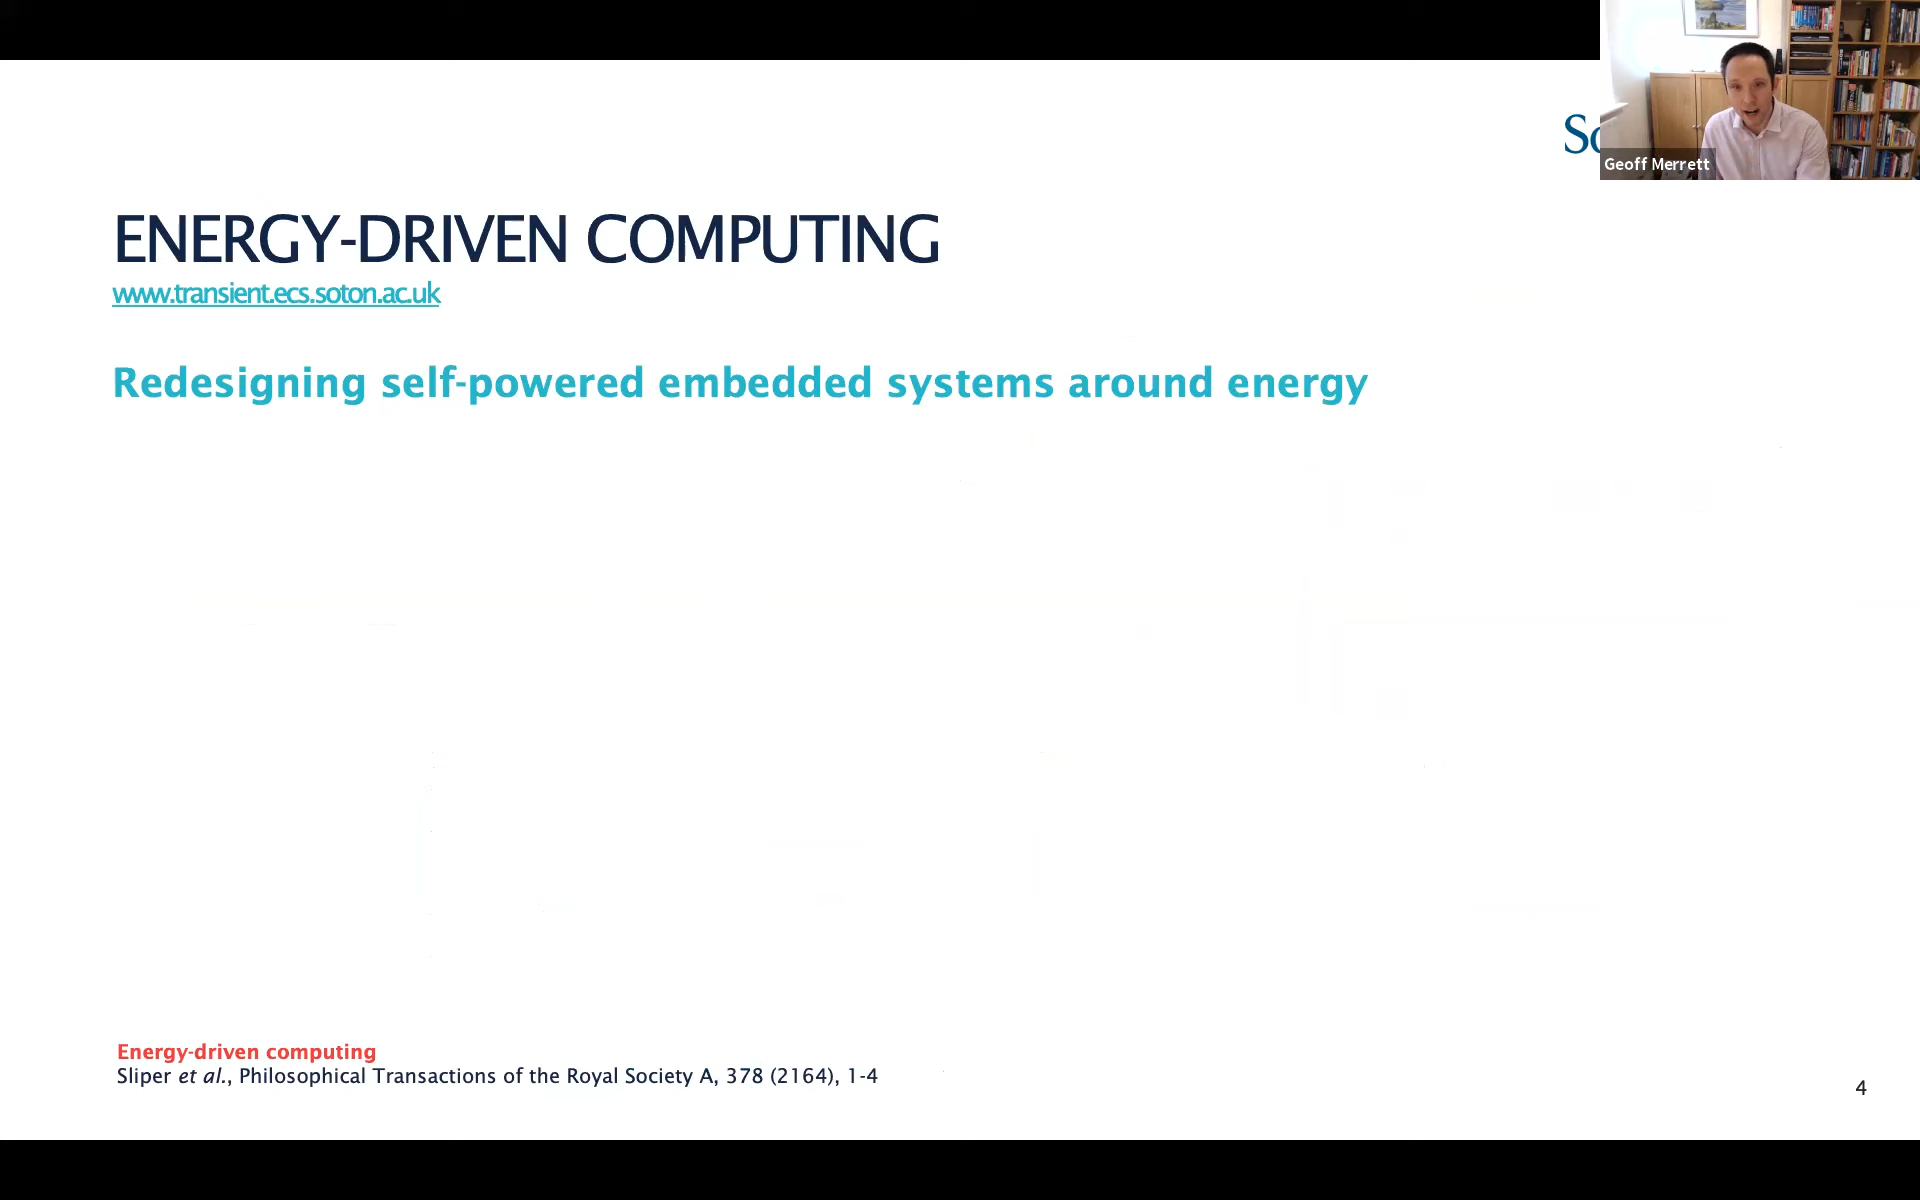 Geoff Merrett
ENERGY-DRIVEN COMPUTING
www.transient.ecs.soton.ac.uk
Redesigning self-powered embedded systems around energy
Energy-driven computing
Sliper et al., Philosophical Transactions of the Royal Society A, 378 (2164), 1-4
4